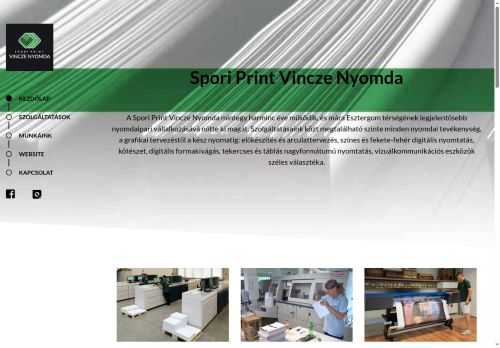 SPORI PRINT
VINCZE NYOMDA
KEZDŐLAP
SZOLGÁLTATÁSOK
MUNKÁINK
WEBSITE
KAPCSOLAT
Spori Print Vincze Nyomda
A Spori Print Vincze Nyomda mintegy harminc éve működik, és mára Esztergom térségének legjelentősebb
nyomdaipari vállalkozásává nőtte ki magát. Szolgáltatásaink közt megtalálható szinte minden nyomdai tevékenység,
a grafikai tervezéstől a kész nyomatig: előkészítés és arculattervezés, színes és fekete-fehér digitális nyomtatás,
kötészet, digitális formakivágás, tekercses és táblás nagyformátumú nyomtatás, vizuálkommunikációs eszközök
széles választéka.